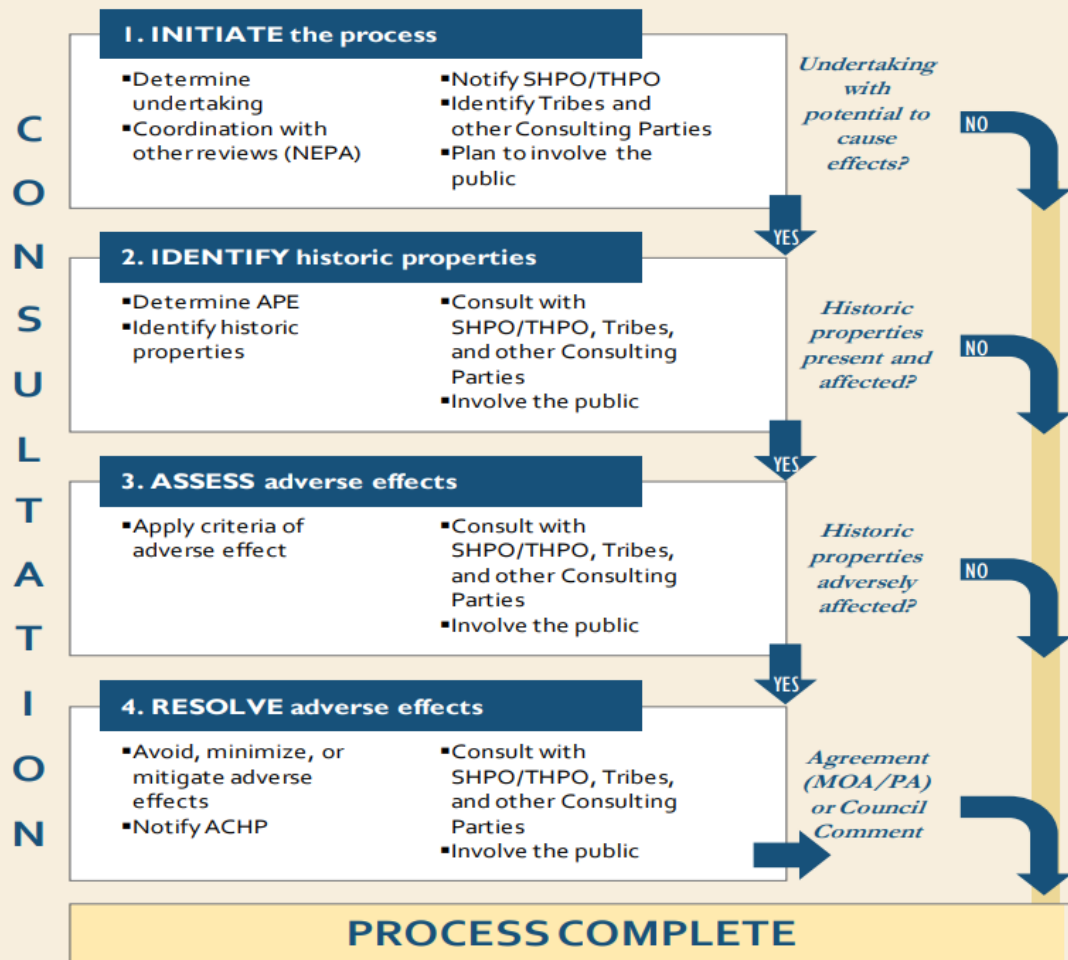 CONSULTATION
1. INITIATE the process
▪Determine
undertaking
▪Coordination with
other reviews (NEPA)
▪Notify SHPO/THPO
▪Identify Tribes and
other Consulting Parties
▪Plan to involve the
public
Undertaking
with
potential to
cause
effects?
NO
YES
2. IDENTIFY historic properties
▪Determine APE
▪Identify historic
properties
▪Consult with
SHPO/THPO, Tribes,
and other Consulting
Parties
▪Involve the public
Historic
properties
present and
affected?
NO
YES
3. ASSESS adverse effects
▪Apply criteria of
adverse effect
▪Consult with
SHPO/THPO, Tribes,
and other Consulting
Parties
▪Involve the public
Historic
properties
adversely
affected?
NO
YES
4. RESOLVE adverse effects
▪Avoid, minimize, or
mitigate adverse
effects
▪Notify ACHP
▪Consult with
SHPO/THPO, Tribes,
and other Consulting
Parties
▪Involve the public
Agreement
(MOA/PA)
or Council
Comment
PROCESS COMPLETE